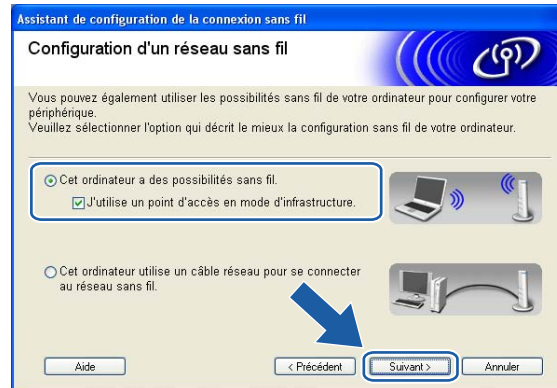 Assistant de configuration de la connexion sans fil
Configuration d'un réseau sans fil
Vous pouvez également utiliser les possibilités sans fil de votre ordinateur pour configurer votre
périphérique.
Veuillez sélectionner l'option qui décrit le mieux la configuration sans fil de votre ordinateur.
Cet ordinateur a des possibilités sans fil.
J'utilise un point d'accès en mode d'infrastructure.
Cet ordinateur utilise un câble réseau pour se connecter
au réseau sans fil.
Aide < Précédent Suivant > Annuler